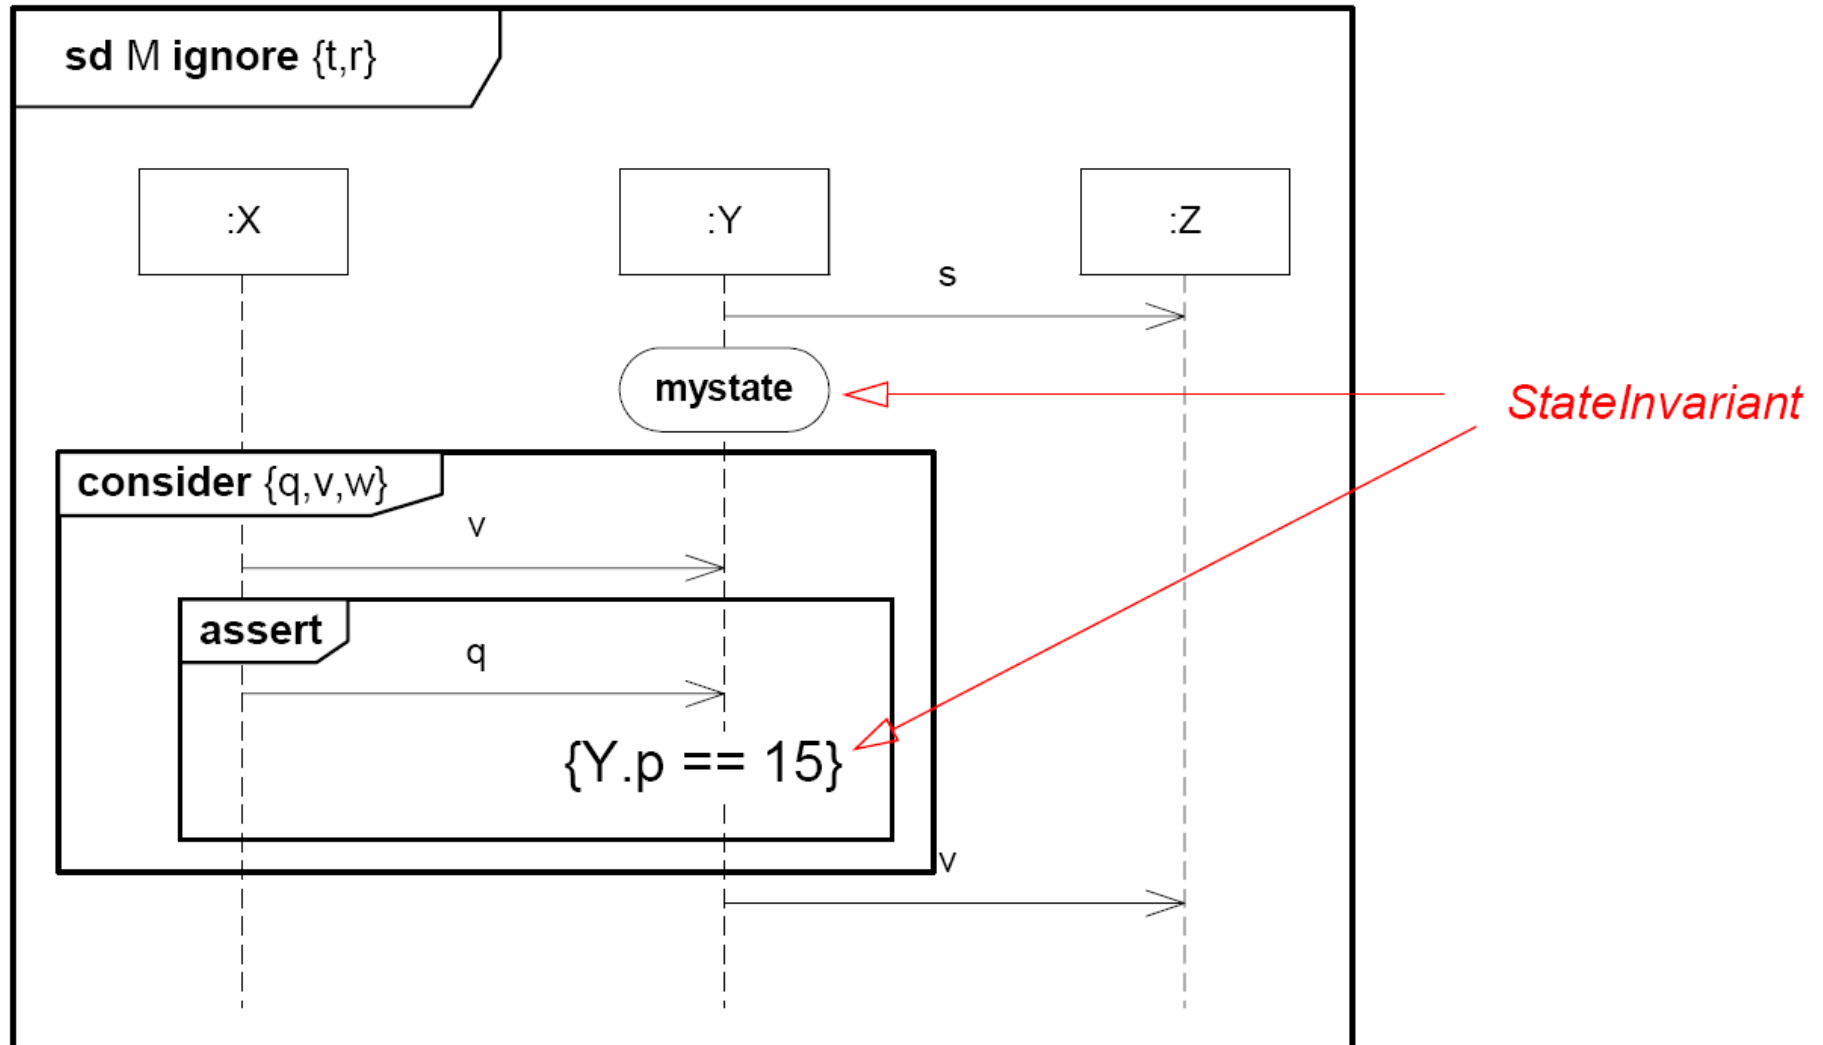 sd M ignore {t,r}
:X
:Y
:Z
s
mystate
StateInvariant
consider {q,v,w}
v
assert
q
{Y.p == 15}
v